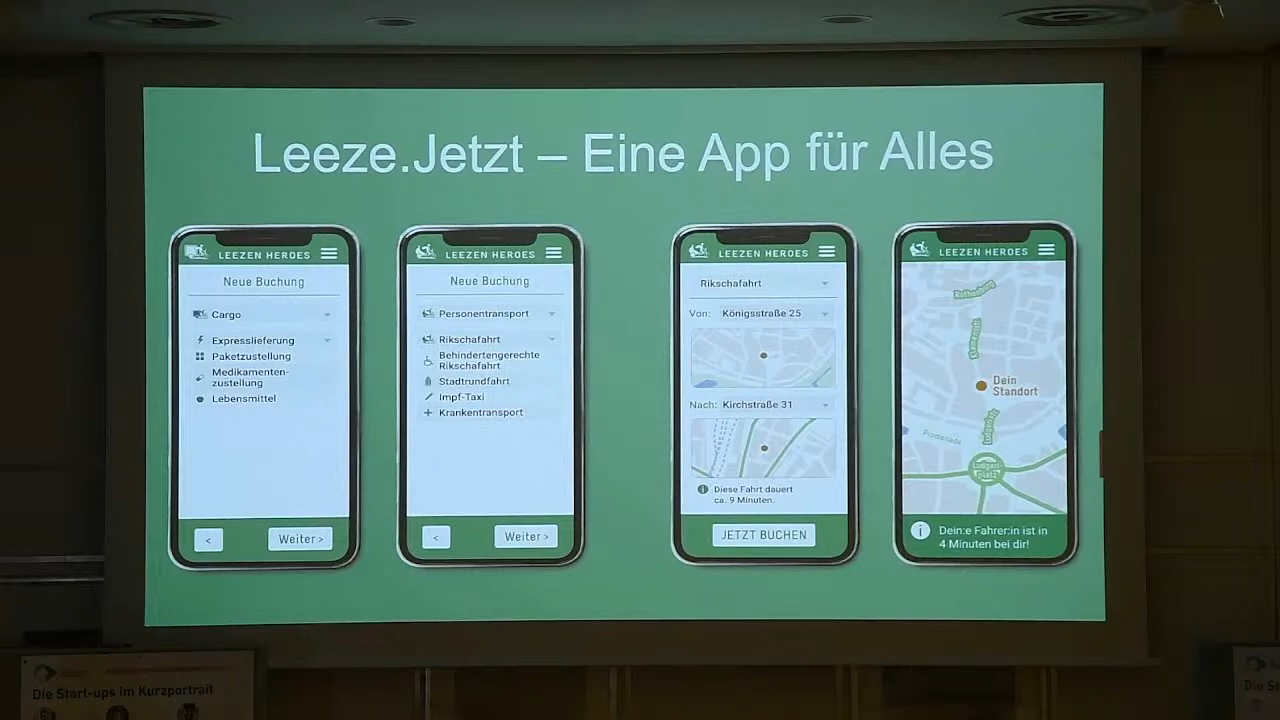 Leeze.Jetzt – Eine App für Alles
LEEZEN HEROES
Neue Buchung
Cargo
Expresslieferung
Paketzustellung
Medikamenten-
zustellung
Lebensmittel
<
Weiter >
LEEZEN HEROES
Neue Buchung
Personentransport
Rikschafahrt
Behindertengerechte
Rikschafahrt
Stadtrundfahrt
Impf-Taxi
Krankentransport
<
Weiter >
LEEZEN HEROES
Rikschafahrt
Von: Königsstraße 25
Nach: Kirchstraße 31
Diese Fahrt dauert
ca. 9 Minuten.
JETZT BUCHEN
LEEZEN HEROES
Dein
Standort
Promenade
Ludgeri-
platz
Dein:e Fahrer:in ist in
4 Minuten bei dir!
Die Start-ups im Kurzportrait